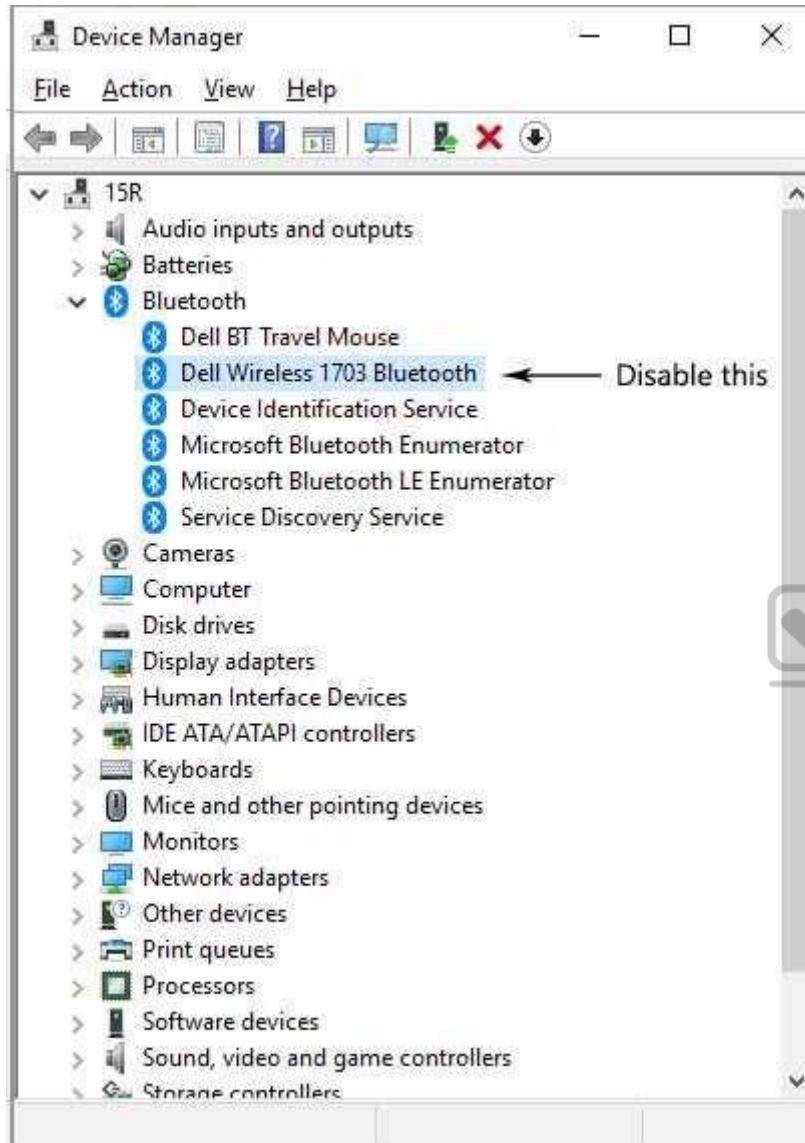 Device Manager
File Action View Help
15R
Audio inputs and outputs
Batteries
Bluetooth
Dell BT Travel Mouse
Dell Wireless 1703 Bluetooth Disable this
Device Identification Service
Microsoft Bluetooth Enumerator
Microsoft Bluetooth LE Enumerator
Service Discovery Service
Cameras
Computer
Disk drives
Display adapters
Human Interface Devices
IDE ATA/ATAPI controllers
Keyboards
Mice and other pointing devices
Monitors
Network adapters
Other devices
Print queues
Processors
Software devices
Sound, video and game controllers
Storage controllers